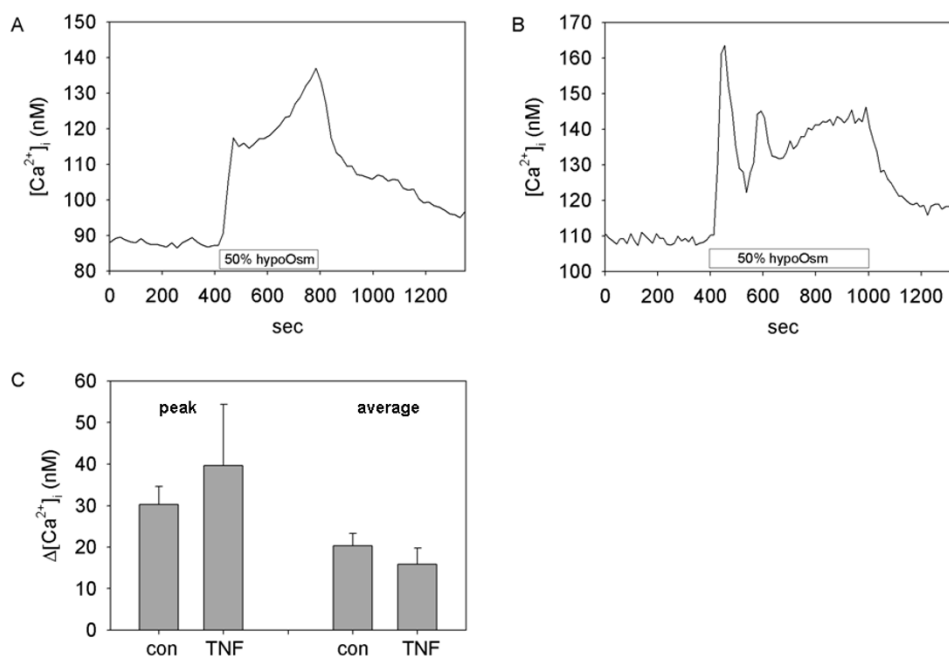 A
[Ca²⁺]ᵢ (nM)
150
140
130
120
110
100
90
80
50% hypoOsm
0 200 400 600 800 1000 1200
sec
B
[Ca²⁺]ᵢ (nM)
170
160
150
140
130
120
110
100
50% hypoOsm
0 200 400 600 800 1000 1200
sec
C
Δ[Ca²⁺]ᵢ (nM)
60
50
40
30
20
10
0
peak average
con TNF con TNF